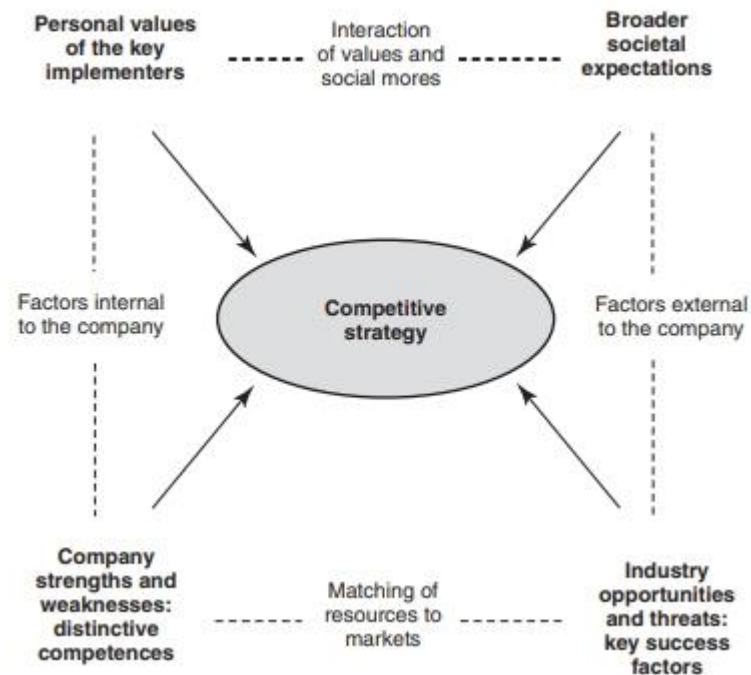 Personal values
of the key
implementers
Interaction
of values and
social mores
Broader
societal
expectations
Factors internal
to the company
Competitive
strategy
Factors external
to the company
Company
strengths and
weaknesses:
distinctive
competences
Matching of
resources to
markets
Industry
opportunities
and threats:
key success
factors